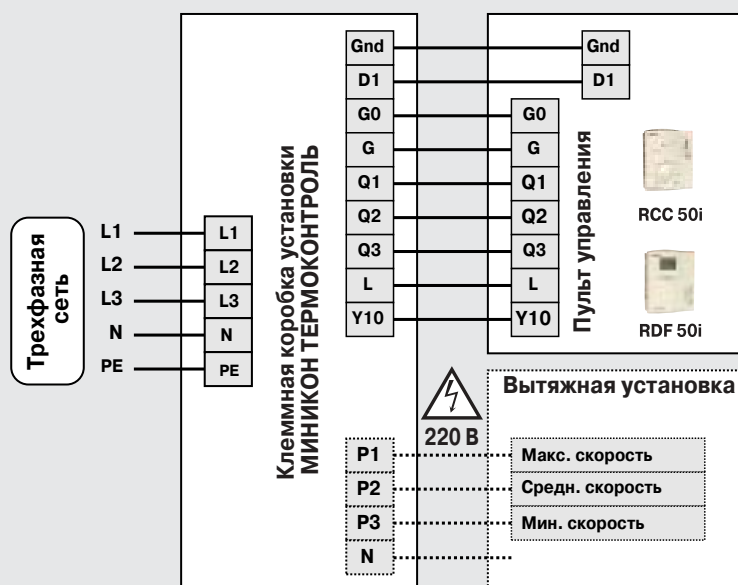 Трехфазная
сеть
L1
L2
L3
N
PE
L1
L2
L3
N
PE
Клеммная коробка установки
МИНИКОН ТЕРМОКОНТРОЛЬ
Gnd
D1
G0
G
Q1
Q2
Q3
L
Y10
Gnd
D1
G0
G
Q1
Q2
Q3
L
Y10
Пульт управления
RCC 50i
RDF 50i
220 В
P1
P2
P3
N
Вытяжная установка
Макс. скорость
Средн. скорость
Мин. скорость